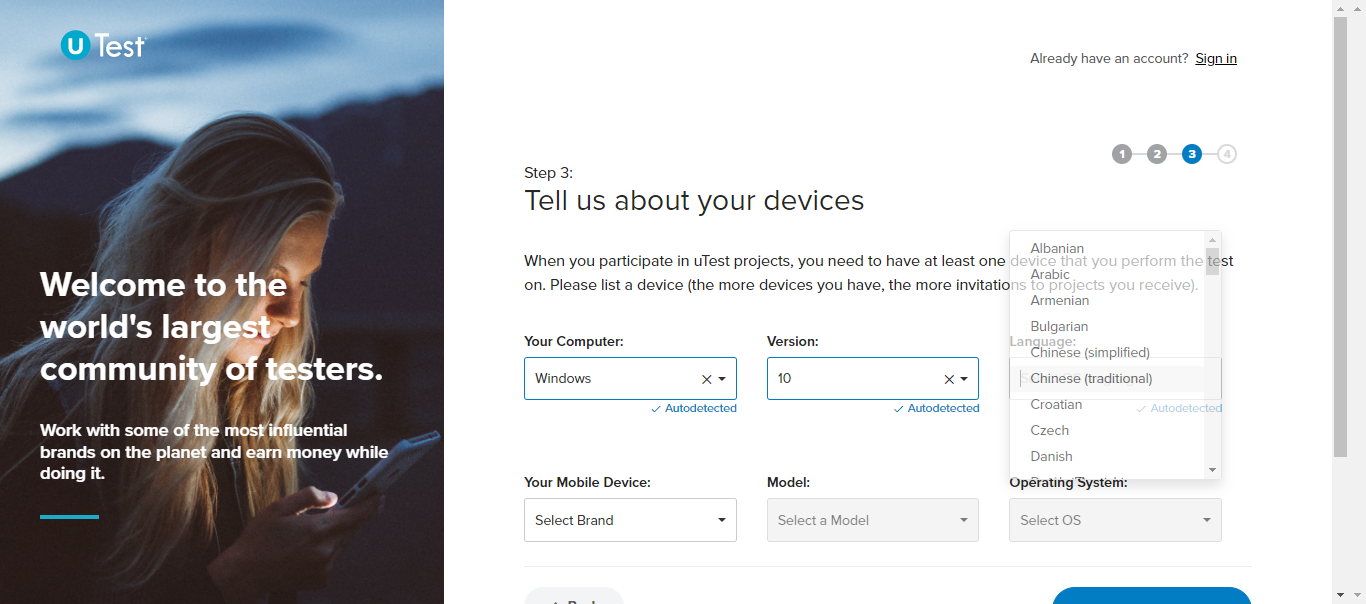 U Test
Already have an account? Sign in
1 2 3 4
Step 3:
Tell us about your devices
When you participate in uTest projects, you need to have at least one device that you perform the test
on. Please list a device (the more devices you have, the more invitations to projects you receive).
Welcome to the
world's largest
community of testers.
Work with some of the most influential
brands on the planet and earn money while
doing it.
Your Computer:
Windows
Autodetected
Version:
10
Autodetected
Language:
Autodetected
Albanian
Arabic
Armenian
Bulgarian
Chinese (simplified)
Chinese (traditional)
Croatian
Czech
Danish
Your Mobile Device:
Select Brand
Model:
Select a Model
Operating System:
Select OS